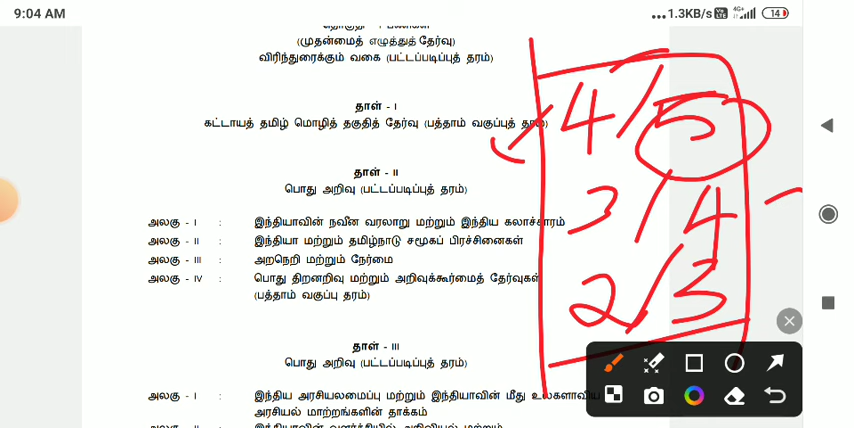 9:04 AM 1.3KB/s Vo LTE 4G+ 14
(முதன்மைத் எழுத்துத் தேர்வு)
விரிந்துரைக்கும் வகை (பட்டப்படிப்புத் தரம்)
தாள் - I
கட்டாயத் தமிழ் மொழித் தகுதித் தேர்வு (பத்தாம் வகுப்புத் தரம்)
தாள் - II
பொது அறிவு (பட்டப்படிப்புத் தரம்)
அலகு - I : இந்தியாவின் நவீன வரலாறு மற்றும் இந்திய கலாச்சாரம்
அலகு - II : இந்தியா மற்றும் தமிழ்நாடு சமூகப் பிரச்சினைகள்
அலகு - III : அறநெறி மற்றும் நேர்மை
அலகு - IV : பொது திறனறிவு மற்றும் அறிவுக்கூர்மைத் தேர்வுகள்
(பத்தாம் வகுப்பு தரம்)
தாள் - III
பொது அறிவு (பட்டப்படிப்புத் தரம்)
அலகு - I : இந்திய அரசியலமைப்பு மற்றும் இந்தியாவின் மீது உலகளாவிய
அரசியல் மாற்றங்களின் தாக்கம்
4/5
3/4
2/3